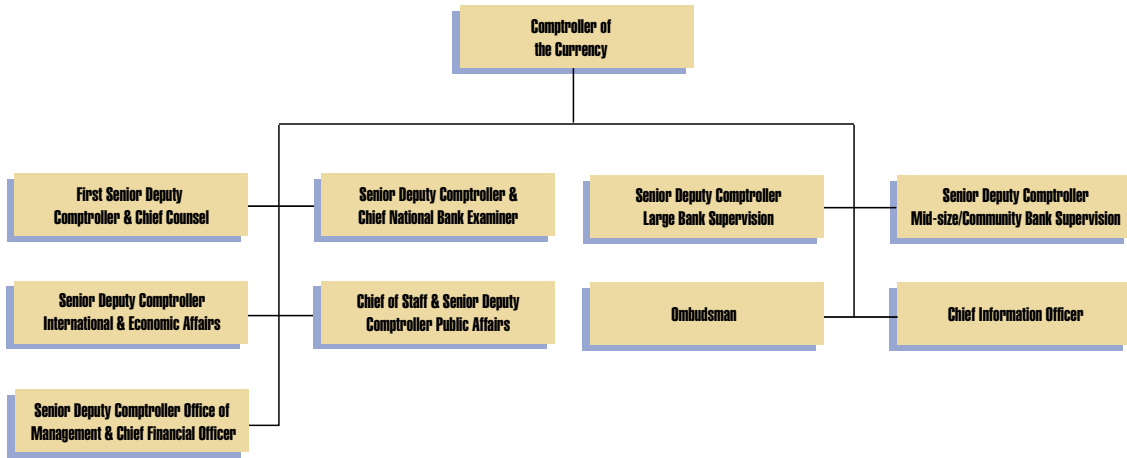 Comptroller of
the Currency
First Senior Deputy
Comptroller & Chief Counsel
Senior Deputy Comptroller &
Chief National Bank Examiner
Senior Deputy Comptroller
Large Bank Supervision
Senior Deputy Comptroller
Mid-size/Community Bank Supervision
Senior Deputy Comptroller
International & Economic Affairs
Chief of Staff & Senior Deputy
Comptroller Public Affairs
Ombudsman
Chief Information Officer
Senior Deputy Comptroller Office of
Management & Chief Financial Officer